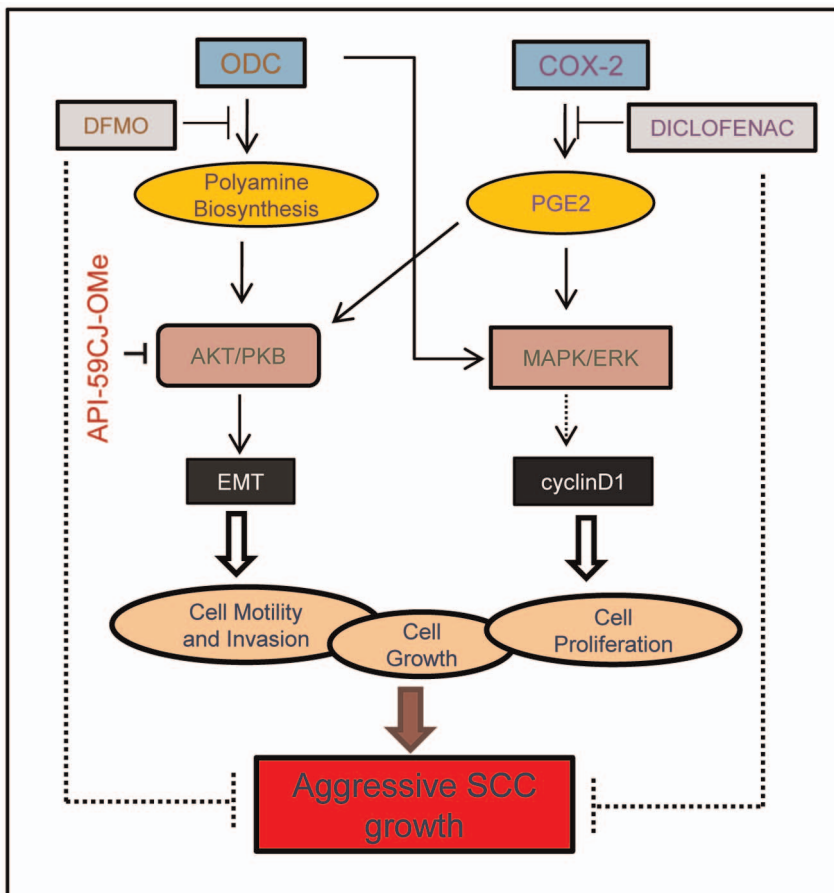 ODC
COX-2
DFMO
DICLOFENAC
Polyamine
Biosynthesis
PGE2
API-59CJ-OMe
AKT/PKB
MAPK/ERK
EMT
cyclinD1
Cell Motility
and Invasion
Cell
Growth
Cell
Proliferation
Aggressive SCC
growth